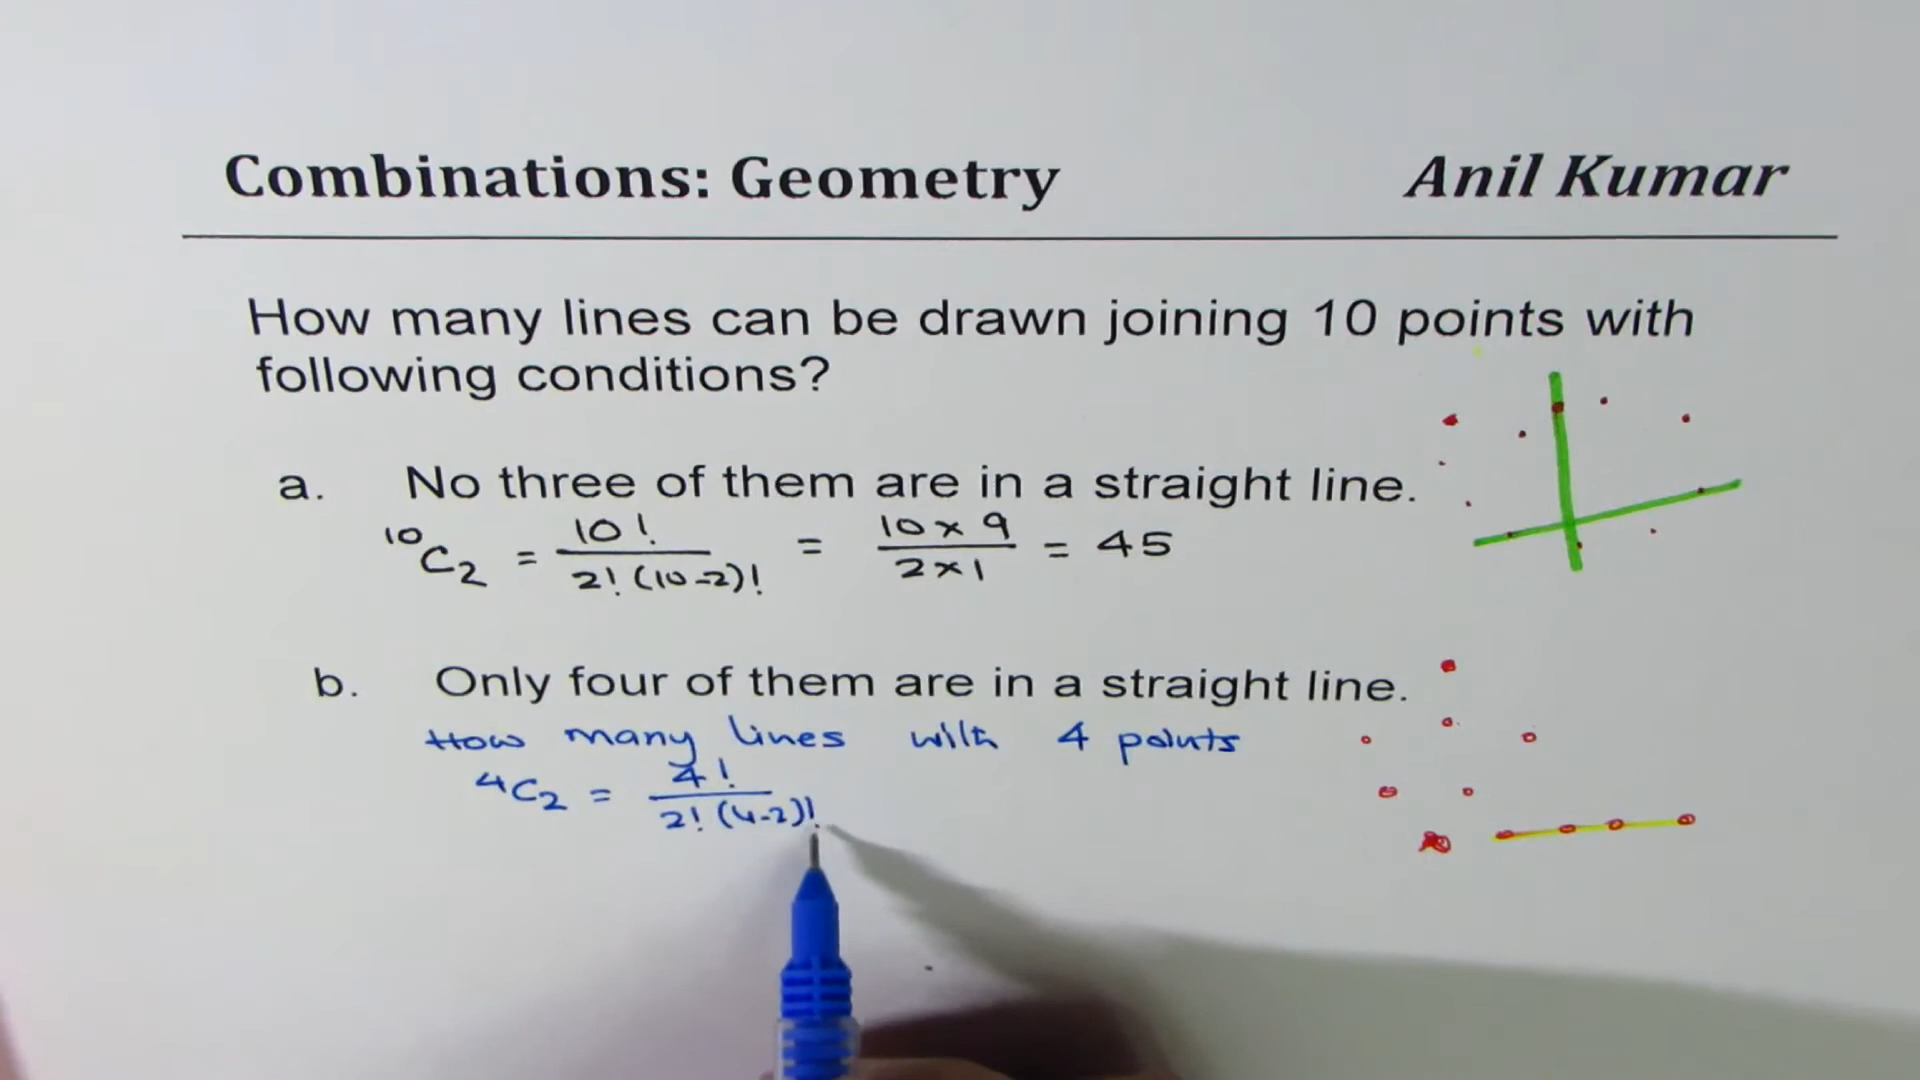 Combinations: Geometry Anil Kumar
How many lines can be drawn joining 10 points with
following conditions?
a. No three of them are in a straight line.
¹⁰C₂ = 10! / 2!(10-2)! = 10 × 9 / 2 × 1 = 45
b. Only four of them are in a straight line.
How many lines with 4 points
⁴C₂ = 4! / 2!(4-2)!